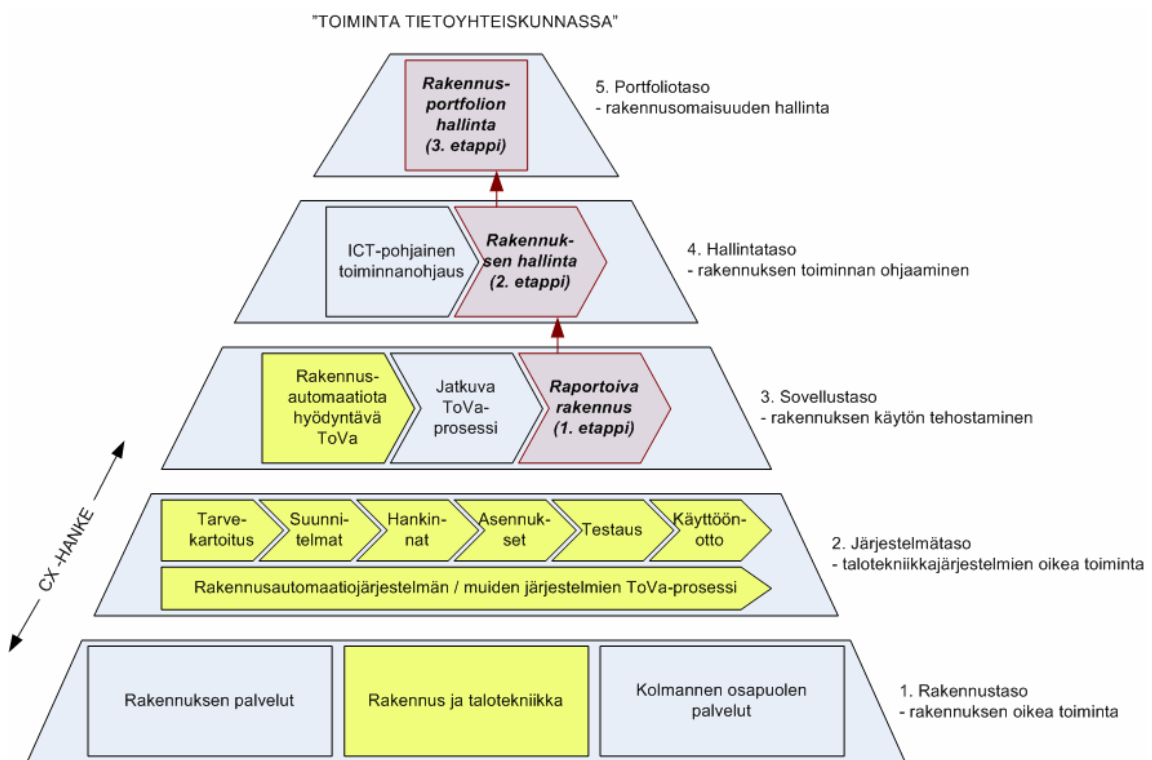 "TOIMINTA TIETOYHTEISKUNNASSA"
Rakennus-
portfolion
hallinta
(3. etappi)
5. Portfoliotaso
- rakennusomaisuuden hallinta
ICT-pohjainen
toiminnanohjaus
Rakennuk-
sen hallinta
(2. etappi)
4. Hallintataso
- rakennuksen toiminnan ohjaaminen
Rakennus-
automaatiota
hyödyntävä
ToVa
Jatkuva
ToVa-
prosessi
Raportoiva
rakennus
(1. etappi)
3. Sovellustaso
- rakennuksen käytön tehostaminen
CX -HANKE
Tarve-
kartoitus
Suunni-
telmat
Hankin-
nat
Asennuk-
set
Testaus
Käyttöön-
otto
Rakennusautomaatiojärjestelmän / muiden järjestelmien ToVa-prosessi
2. Järjestelmätaso
- talotekniikkajärjestelmien oikea toiminta
Rakennuksen palvelut
Rakennus ja talotekniikka
Kolmannen osapuolen
palvelut
1. Rakennustaso
- rakennuksen oikea toiminta